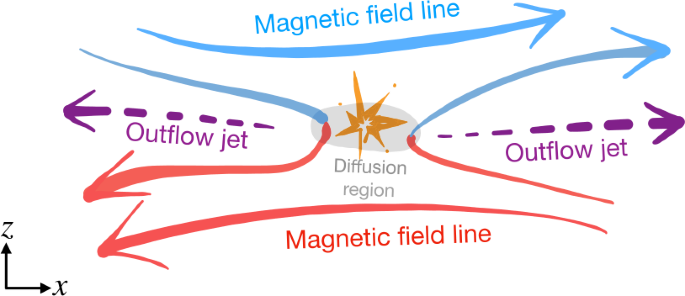 Magnetic field line
Outflow jet
Diffusion
region
Outflow jet
Magnetic field line
z
x